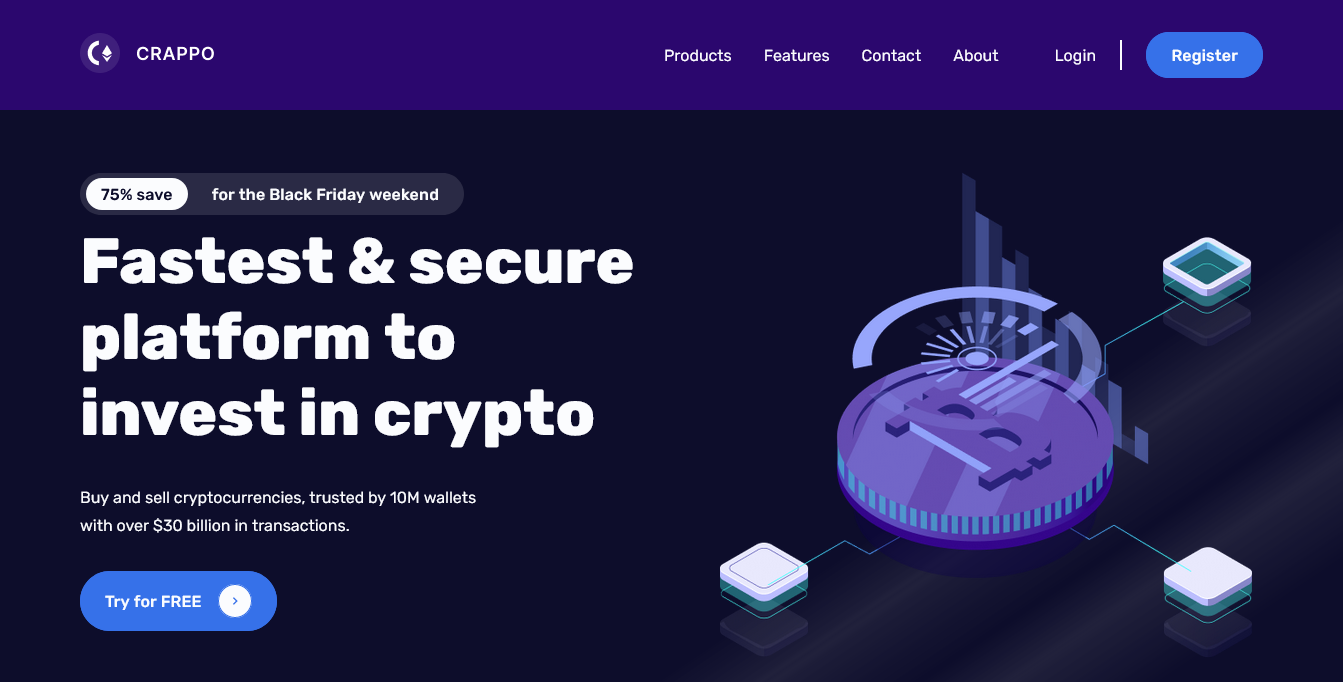 CRAPPO
Products
Features
Contact
About
Login
Register
75% save
for the Black Friday weekend
Fastest & secure
platform to
invest in crypto
Buy and sell cryptocurrencies, trusted by 10M wallets
with over $30 billion in transactions.
Try for FREE